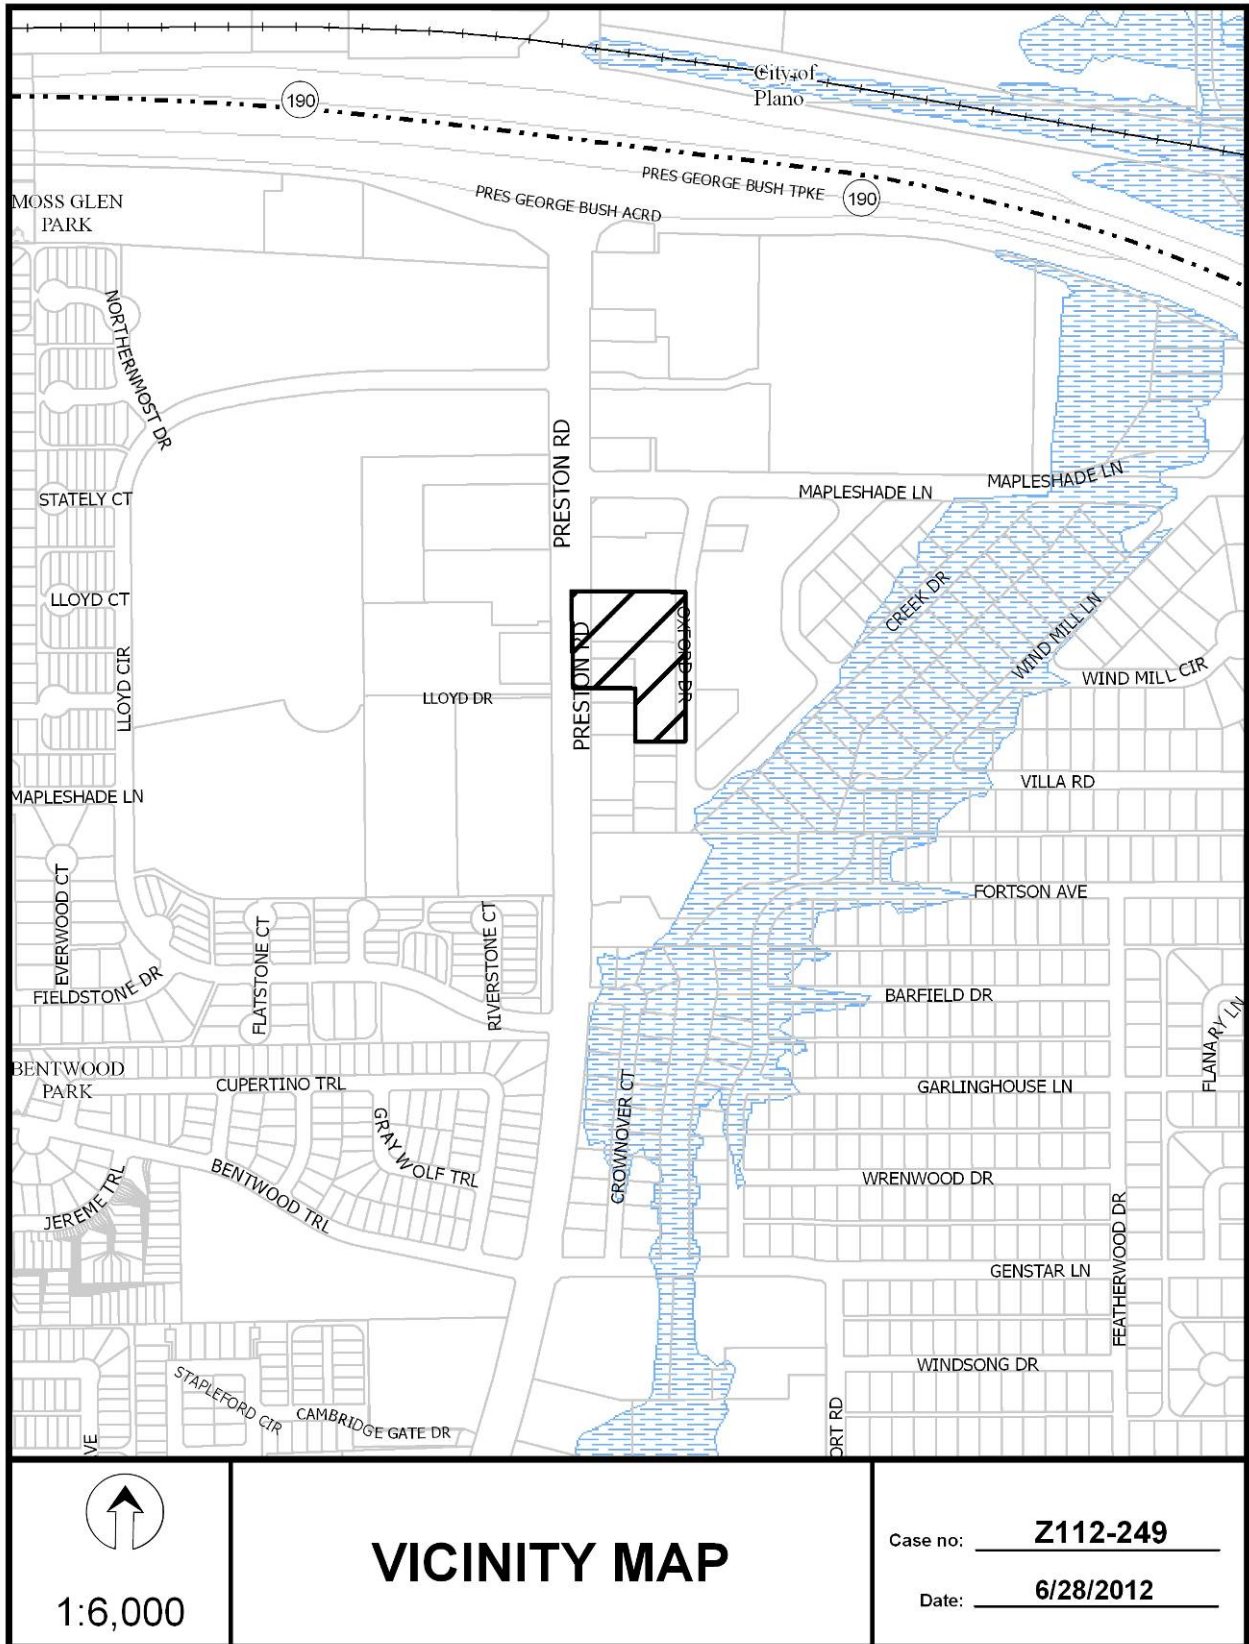 City of
Plano
190
PRES GEORGE BUSH TPKE
190
PRES GEORGE BUSH ACRD
MOSS GLEN
PARK
NORTHERNMOST DR
PRESTON RD
MAPLESHADE LN
MAPLESHADE LN
STATELY CT
CREEK DR
LLOYD CT
WIND MILL LN
OXFORD DR
LLOYD CIR
PRESTON RD
WIND MILL CIR
LLOYD DR
VILLA RD
MAPLESHADE LN
FORTSON AVE
EVERWOOD CT
FLATSTONE CT
RIVERSTONE CT
FIELDSTONE DR
BARFIELD DR
FLANARY LN
BENTWOOD
PARK
CUPERTINO TRL
GARLINGHOUSE LN
CROWNOVER CT
GRAY WOLF TRL
BENTWOOD TRL
WRENWOOD DR
JEREME TRL
GENSTAR LN
FEATHERWOOD DR
WINDSONG DR
STAPLEFORD CIR
CAMBRIDGE GATE DR
VE
ORT RD
1:6,000
VICINITY MAP
Case no: Z112-249
Date: 6/28/2012